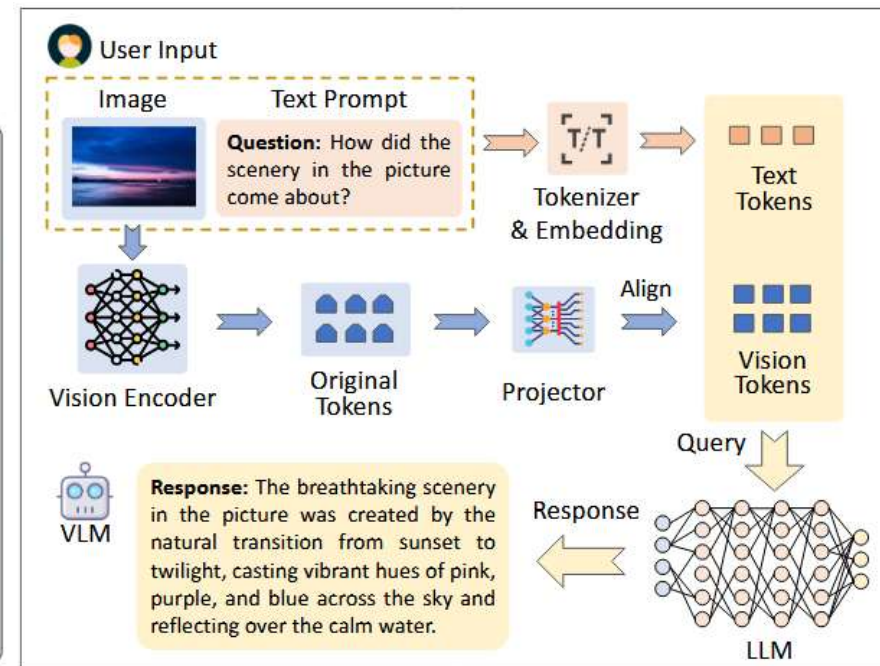 User Input
Image
Text Prompt
Question: How did the
scenery in the picture
come about?
T/T
Tokenizer
& Embedding
Text
Tokens
Vision Encoder
Original
Tokens
Projector
Align
Vision
Tokens
Query
VLM
Response: The breathtaking scenery
in the picture was created by the
natural transition from sunset to
twilight, casting vibrant hues of pink,
purple, and blue across the sky and
reflecting over the calm water.
Response
LLM